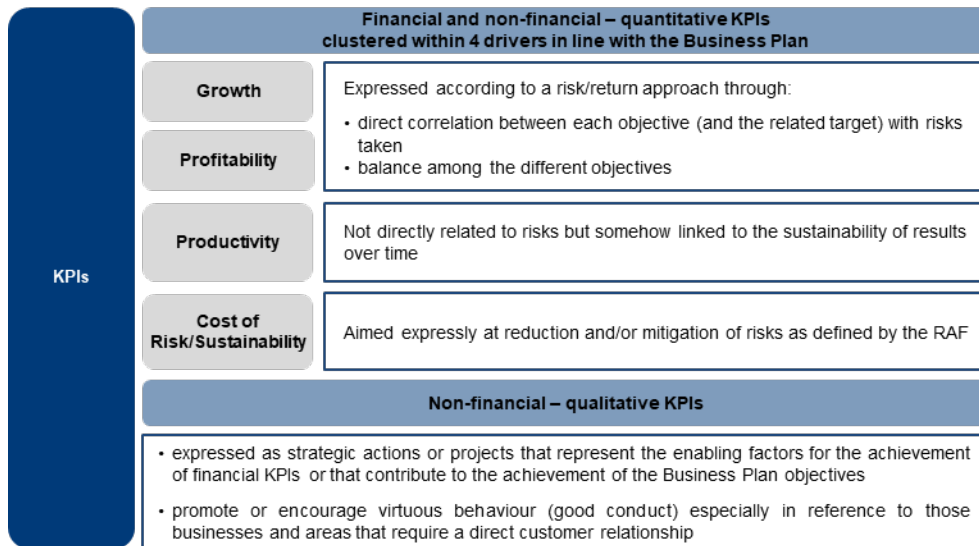 KPIs
Financial and non-financial – quantitative KPIs
clustered within 4 drivers in line with the Business Plan
Growth
Profitability
Expressed according to a risk/return approach through:
• direct correlation between each objective (and the related target) with risks
taken
• balance among the different objectives
Productivity
Not directly related to risks but somehow linked to the sustainability of results
over time
Cost of
Risk/Sustainability
Aimed expressly at reduction and/or mitigation of risks as defined by the RAF
Non-financial – qualitative KPIs
• expressed as strategic actions or projects that represent the enabling factors for the achievement
of financial KPIs or that contribute to the achievement of the Business Plan objectives
• promote or encourage virtuous behaviour (good conduct) especially in reference to those
businesses and areas that require a direct customer relationship